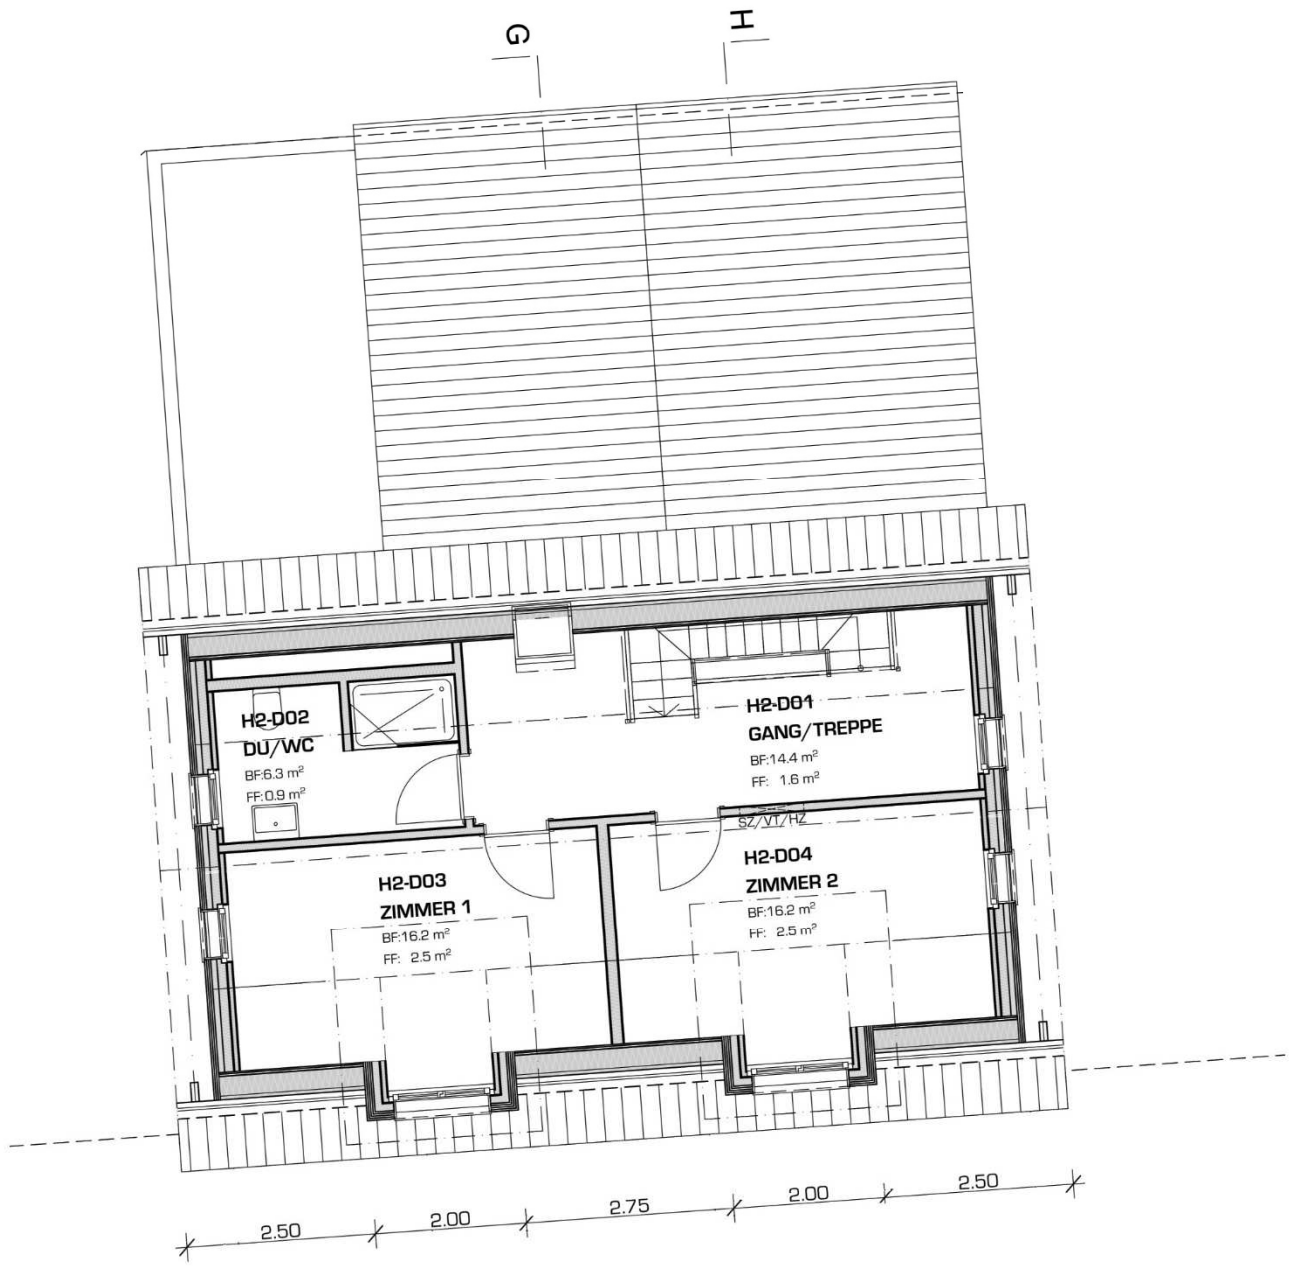 G
H
H2-D02
DU/WC
BF:6.3 m²
FF:0.9 m²
H2-D01
GANG/TREPPE
BF:14.4 m²
FF: 1.6 m²
SZ/VT/HZ
H2-D03
ZIMMER 1
BF:16.2 m²
FF: 2.5 m²
H2-D04
ZIMMER 2
BF:16.2 m²
FF: 2.5 m²
2.50
2.00
2.75
2.00
2.50